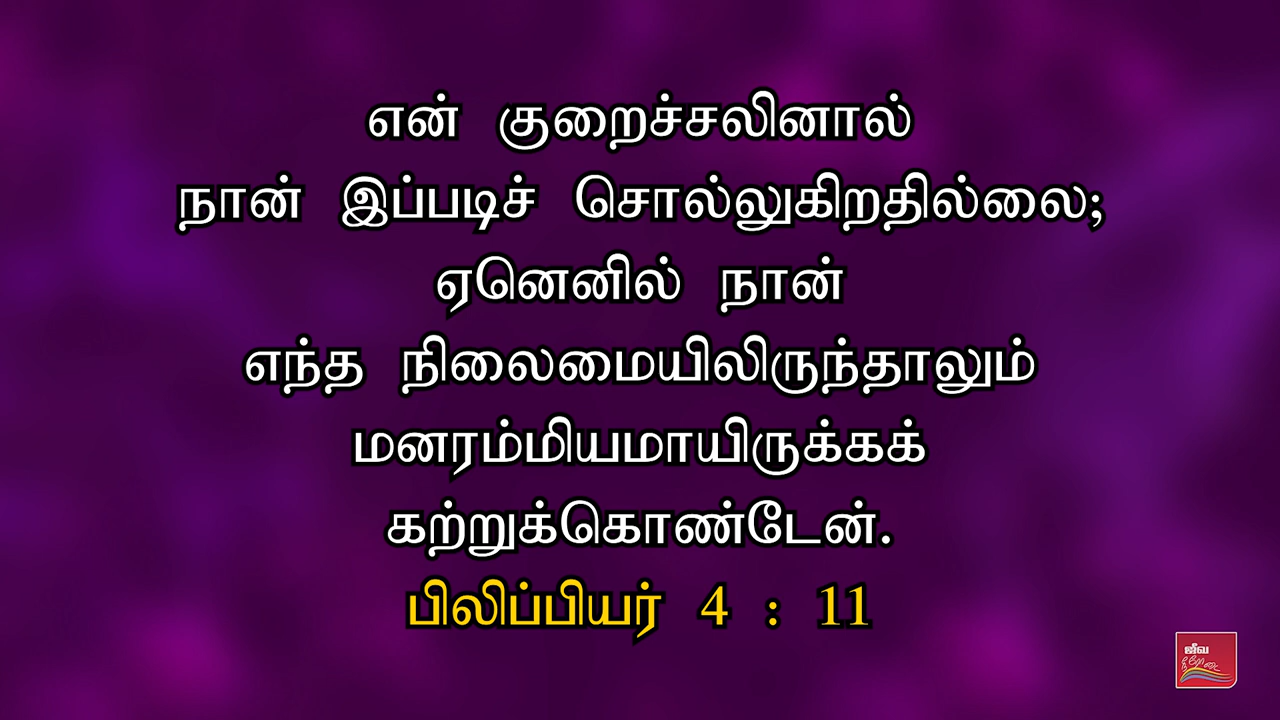 என் குறைச்சலினால்
நான் இப்படிச் சொல்லுகிறதில்லை;
ஏனெனில் நான்
எந்த நிலைமையிலிருந்தாலும்
மனரம்மியமாயிருக்கக்
கற்றுக்கொண்டேன்.
பிலிப்பியர் 4 : 11
ஜீவ
நீரோடை